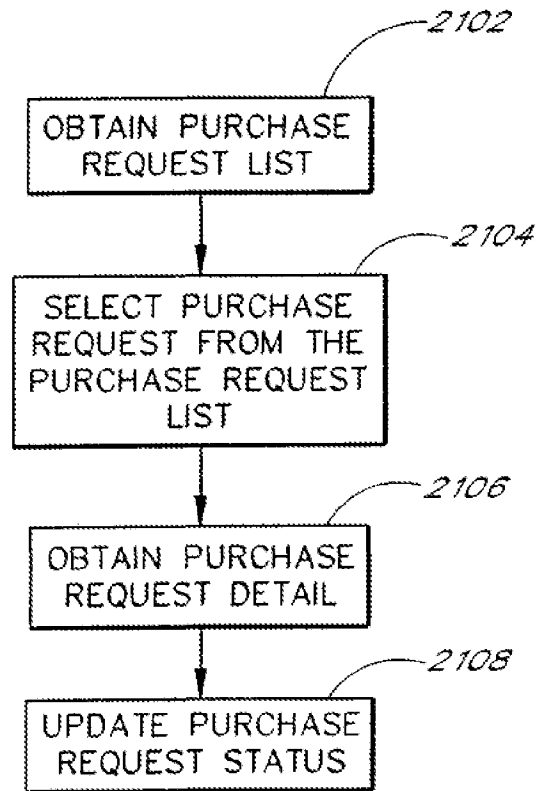 2102
OBTAIN PURCHASE
REQUEST LIST
2104
SELECT PURCHASE
REQUEST FROM THE
PURCHASE REQUEST
LIST
2106
OBTAIN PURCHASE
REQUEST DETAIL
2108
UPDATE PURCHASE
REQUEST STATUS